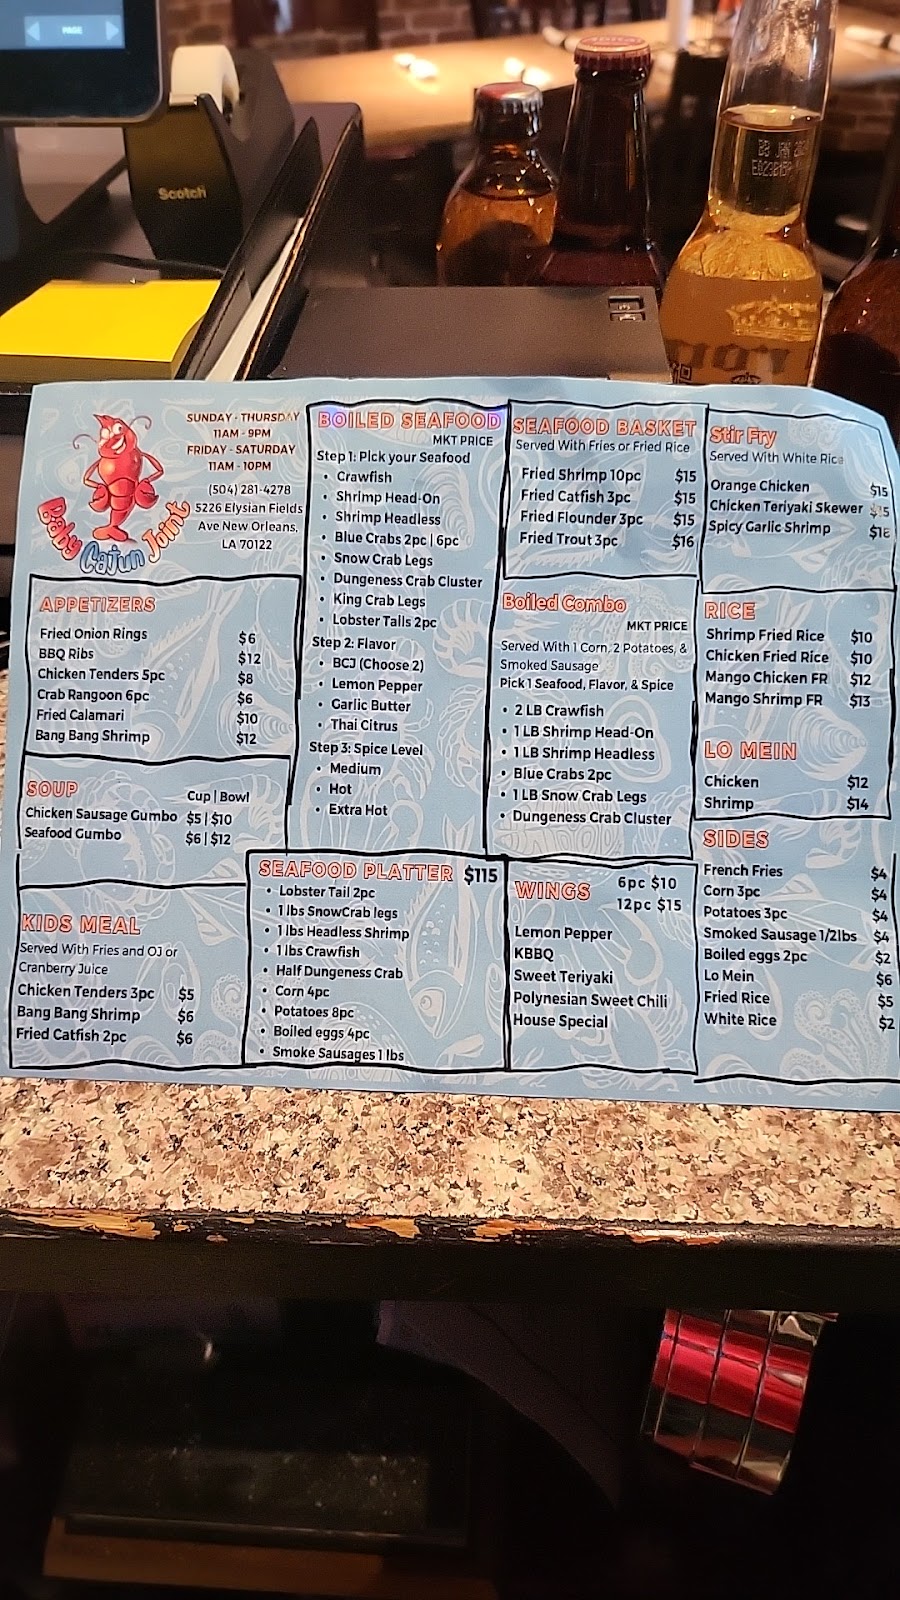 PAGE
Scotch
BB JAN
Baby Cajun Joint
SUNDAY - THURSDAY
11AM - 9PM
FRIDAY - SATURDAY
11AM - 10PM
(504) 281-4278
5226 Elysian Fields
Ave New Orleans,
LA 70122
APPETIZERS
Fried Onion Rings $6
BBQ Ribs $12
Chicken Tenders 5pc $8
Crab Rangoon 6pc $6
Fried Calamari $10
Bang Bang Shrimp $12
SOUP Cup | Bowl
Chicken Sausage Gumbo $5 | $10
Seafood Gumbo $6 | $12
KIDS MEAL
Served With Fries and OJ or
Cranberry Juice
Chicken Tenders 3pc $5
Bang Bang Shrimp $6
Fried Catfish 2pc $6
BOILED SEAFOOD
MKT PRICE
Step 1: Pick your Seafood
• Crawfish
• Shrimp Head-On
• Shrimp Headless
• Blue Crabs 2pc | 6pc
• Snow Crab Legs
• Dungeness Crab Cluster
• King Crab Legs
• Lobster Tails 2pc
Step 2: Flavor
• BCJ (Choose 2)
• Lemon Pepper
• Garlic Butter
• Thai Citrus
Step 3: Spice Level
• Medium
• Hot
• Extra Hot
SEAFOOD PLATTER $115
• Lobster Tail 2pc
• 1 lbs SnowCrab legs
• 1 lbs Headless Shrimp
• 1 lbs Crawfish
• Half Dungeness Crab
• Corn 4pc
• Potatoes 8pc
• Boiled eggs 4pc
• Smoke Sausages 1 lbs
SEAFOOD BASKET
Served With Fries or Fried Rice
Fried Shrimp 10pc $15
Fried Catfish 3pc $15
Fried Flounder 3pc $15
Fried Trout 3pc $16
Boiled Combo
MKT PRICE
Served With 1 Corn, 2 Potatoes, &
Smoked Sausage
Pick 1 Seafood, Flavor, & Spice
• 2 LB Crawfish
• 1 LB Shrimp Head-On
• 1 LB Shrimp Headless
• Blue Crabs 2pc
• 1 LB Snow Crab Legs
• Dungeness Crab Cluster
WINGS 6pc $10
12pc $15
Lemon Pepper
KBBQ
Sweet Teriyaki
Polynesian Sweet Chili
House Special
Stir Fry
Served With White Rice
Orange Chicken $15
Chicken Teriyaki Skewer $15
Spicy Garlic Shrimp
RICE
Shrimp Fried Rice $10
Chicken Fried Rice $10
Mango Chicken FR $12
Mango Shrimp FR $13
LO MEIN
Chicken $12
Shrimp $14
SIDES
French Fries $4
Corn 3pc $4
Potatoes 3pc $4
Smoked Sausage 1/2lbs $4
Boiled eggs 2pc $2
Lo Mein $6
Fried Rice $5
White Rice $2